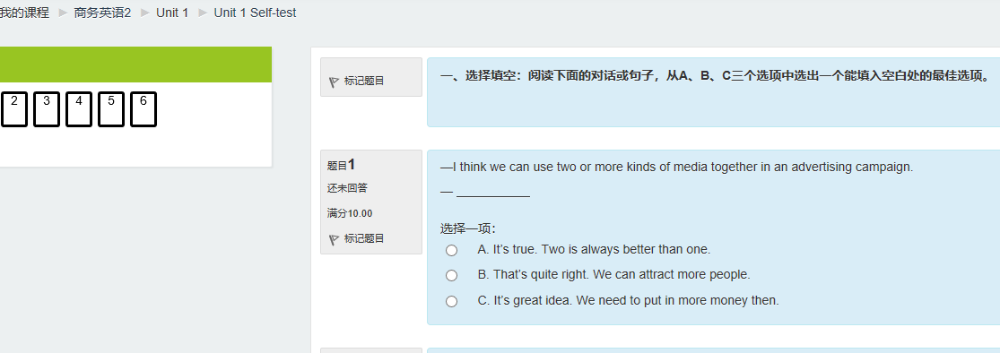 我的课程 商务英语2 Unit 1 Unit 1 Self-test
2 3 4 5 6
标记题目
一、选择填空：阅读下面的对话或句子，从A、B、C三个选项中选出一个能填入空白处的最佳选项。
题目1
还未回答
满分10.00
标记题目
—I think we can use two or more kinds of media together in an advertising campaign.
— ___________
选择一项：
A. It’s true. Two is always better than one.
B. That’s quite right. We can attract more people.
C. It’s great idea. We need to put in more money then.